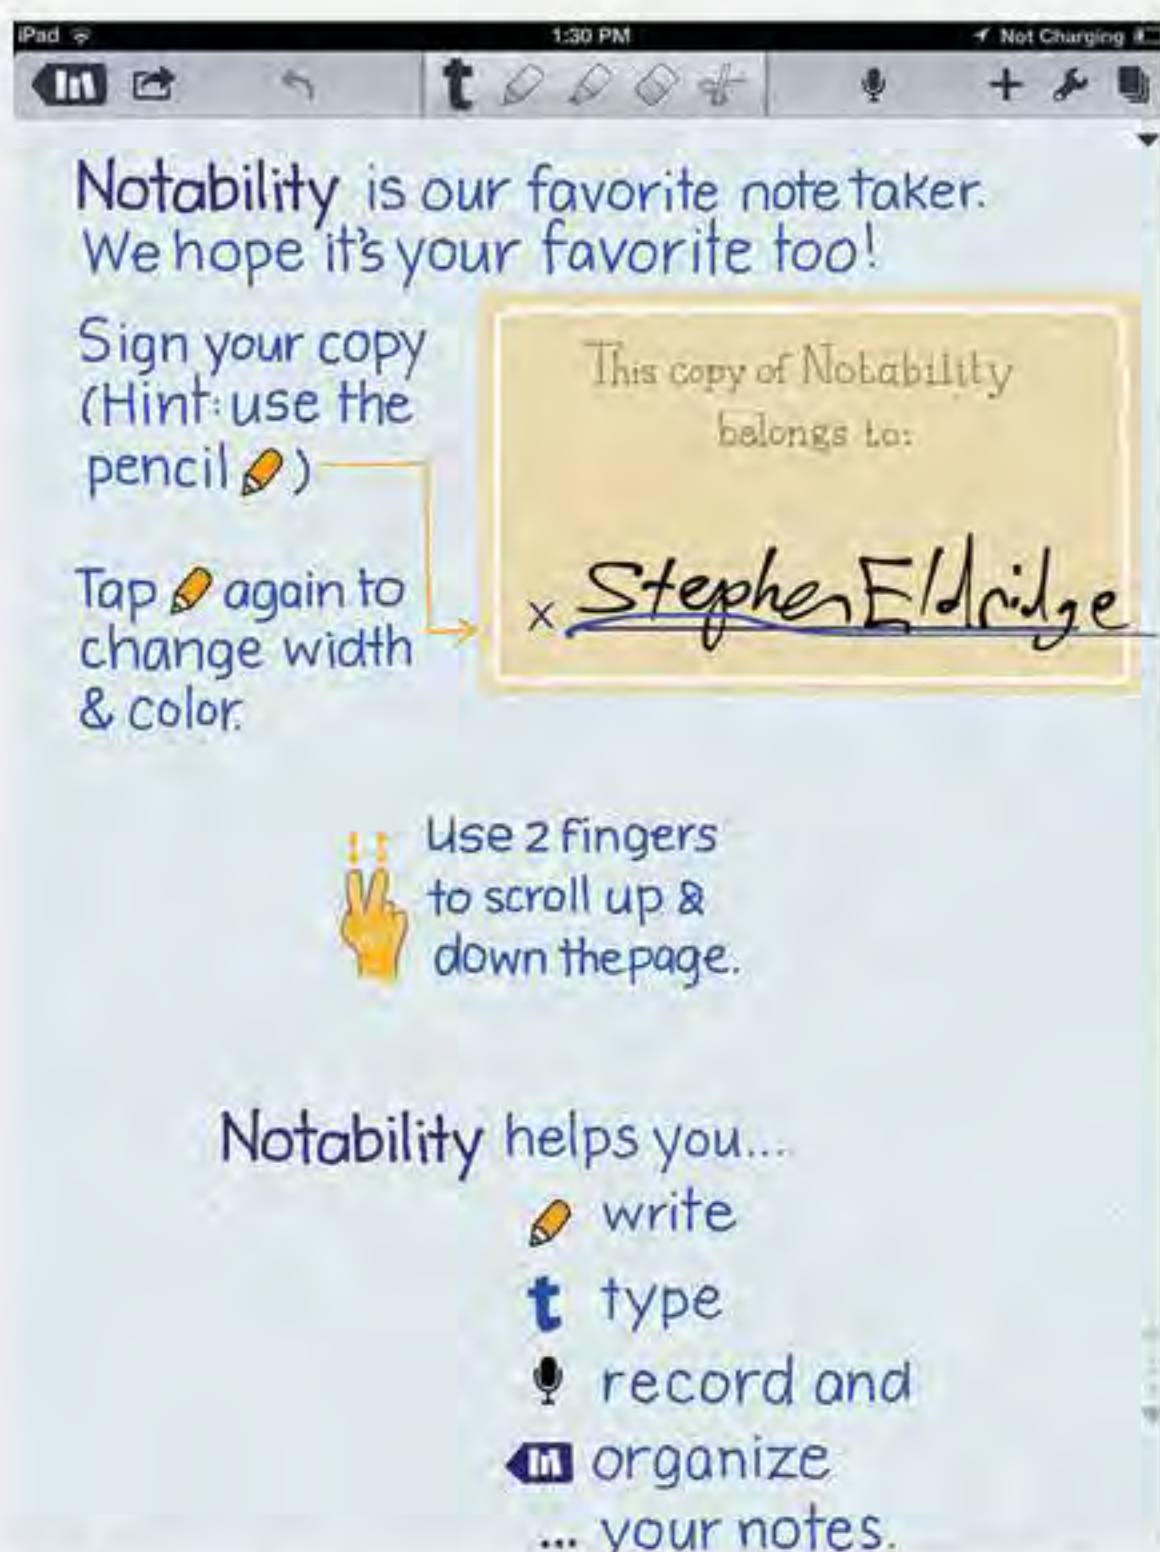 iPad 1:30 PM Not Charging
t
Notability is our favorite note taker.
We hope it's your favorite too!
Sign your copy
(Hint: use the
pencil )
This copy of Notability
belongs to:
x Stephen Eldridge
Tap again to
change width
& color.
Use 2 fingers
to scroll up &
down the page.
Notability helps you...
write
t type
record and
organize
... your notes.